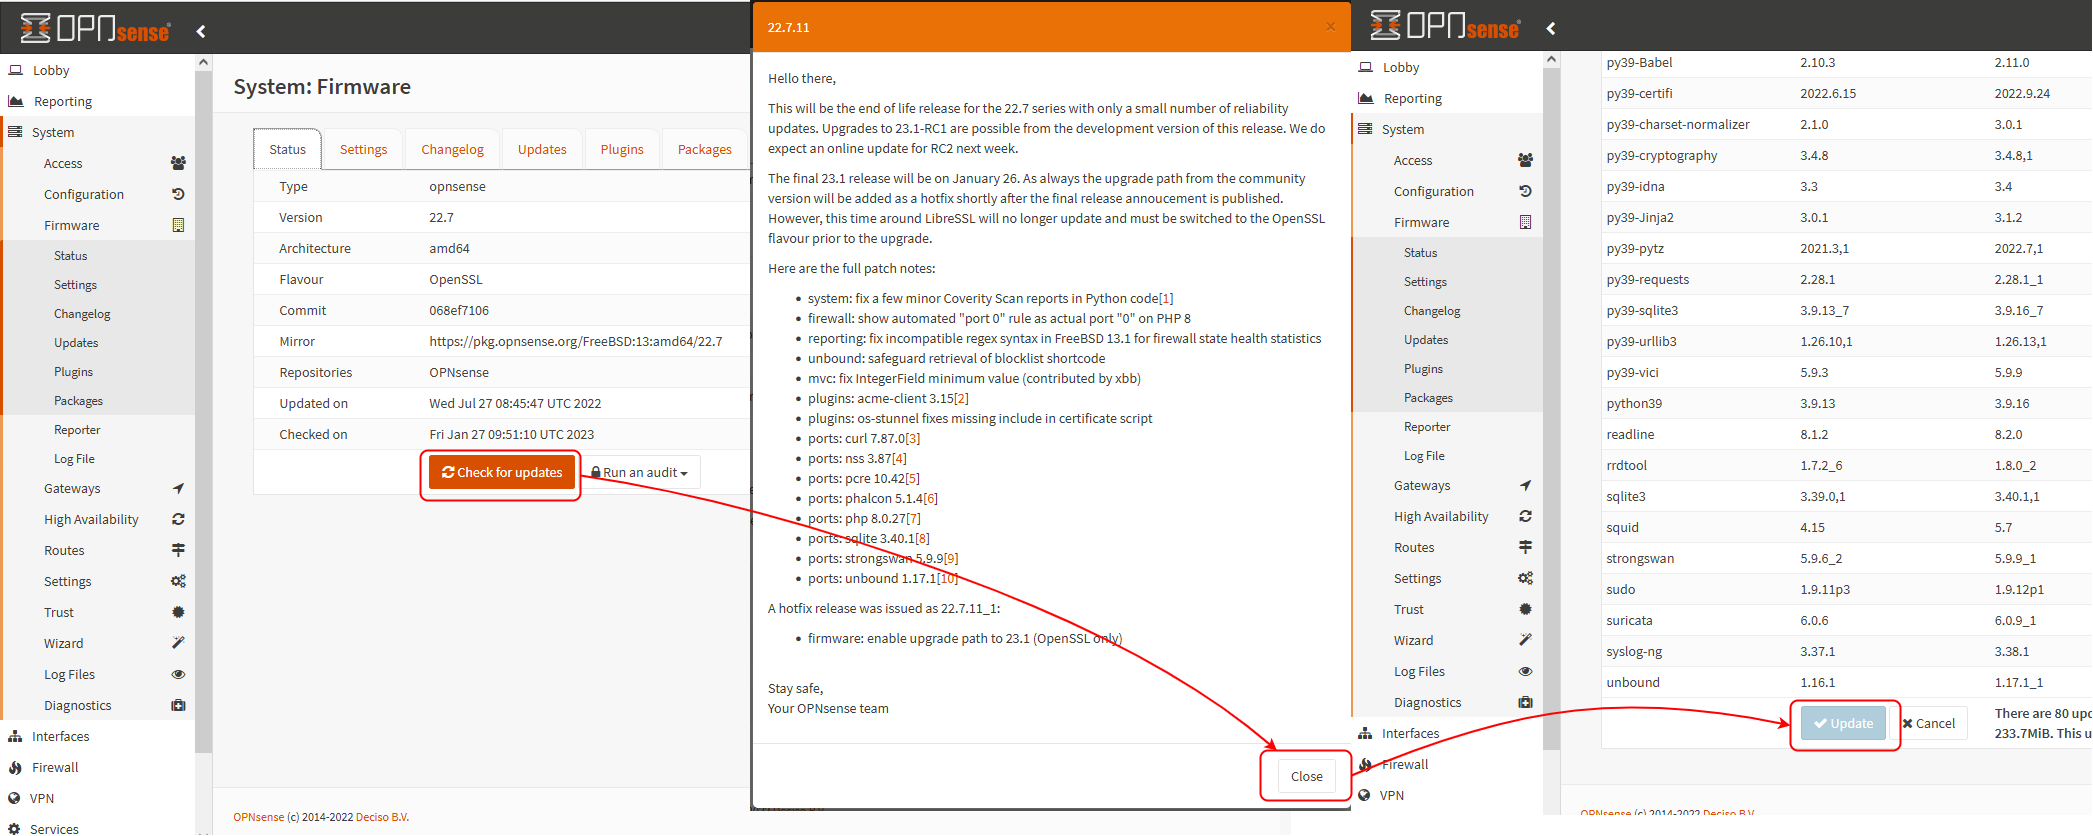 OPNsense
Lobby
Reporting
System
Access
Configuration
Firmware
Status
Settings
Changelog
Updates
Plugins
Packages
Reporter
Log File
Gateways
High Availability
Routes
Settings
Trust
Wizard
Log Files
Diagnostics
Interfaces
Firewall
VPN
Services
System: Firmware
Status Settings Changelog Updates Plugins Packages
Type opnsense
Version 22.7
Architecture amd64
Flavour OpenSSL
Commit 068ef7106
Mirror https://pkg.opnsense.org/FreeBSD:13:amd64/22.7
Repositories OPNsense
Updated on Wed Jul 27 08:45:47 UTC 2022
Checked on Fri Jan 27 09:51:10 UTC 2023
Check for updates Run an audit
OPNsense (c) 2014-2022 Deciso B.V.
22.7.11 ×
Hello there,
This will be the end of life release for the 22.7 series with only a small number of reliability
updates. Upgrades to 23.1-RC1 are possible from the development version of this release. We do
expect an online update for RC2 next week.
The final 23.1 release will be on January 26. As always the upgrade path from the community
version will be added as a hotfix shortly after the final release annoucement is published.
However, this time around LibreSSL will no longer update and must be switched to the OpenSSL
flavour prior to the upgrade.
Here are the full patch notes:
• system: fix a few minor Coverity Scan reports in Python code[1]
• firewall: show automated "port 0" rule as actual port "0" on PHP 8
• reporting: fix incompatible regex syntax in FreeBSD 13.1 for firewall state health statistics
• unbound: safeguard retrieval of blocklist shortcode
• mvc: fix IntegerField minimum value (contributed by xbb)
• plugins: acme-client 3.15[2]
• plugins: os-stunnel fixes missing include in certificate script
• ports: curl 7.87.0[3]
• ports: nss 3.87[4]
• ports: pcre 10.42[5]
• ports: phalcon 5.1.4[6]
• ports: php 8.0.27[7]
• ports: sqlite 3.40.1[8]
• ports: strongswan 5.9.9[9]
• ports: unbound 1.17.1[10]
A hotfix release was issued as 22.7.11_1:
• firmware: enable upgrade path to 23.1 (OpenSSL only)
Stay safe,
Your OPNsense team
Close
Deciso B.V.
OPNsense
Lobby
Reporting
System
Access
Configuration
Firmware
Status
Settings
Changelog
Updates
Plugins
Packages
Reporter
Log File
Gateways
High Availability
Routes
Settings
Trust
Wizard
Log Files
Diagnostics
Interfaces
Firewall
VPN
py39-Babel 2.10.3 2.11.0
py39-certifi 2022.6.15 2022.9.24
py39-charset-normalizer 2.1.0 3.0.1
py39-cryptography 3.4.8 3.4.8,1
py39-idna 3.3 3.4
py39-Jinja2 3.0.1 3.1.2
py39-pytz 2021.3,1 2022.7,1
py39-requests 2.28.1 2.28.1_1
py39-sqlite3 3.9.13_7 3.9.16_7
py39-urllib3 1.26.10,1 1.26.13,1
py39-vici 5.9.3 5.9.9
python39 3.9.13 3.9.16
readline 8.1.2 8.2.0
rrdtool 1.7.2_6 1.8.0_2
sqlite3 3.39.0,1 3.40.1,1
squid 4.15 5.7
strongswan 5.9.6_2 5.9.9_1
sudo 1.9.11p3 1.9.12p1
suricata 6.0.6 6.0.9_1
syslog-ng 3.37.1 3.38.1
unbound 1.16.1 1.17.1_1
Update Cancel There are 80 upd
233.7MiB. This u
OPNsense (c) 2014-2022 Deciso B.V.